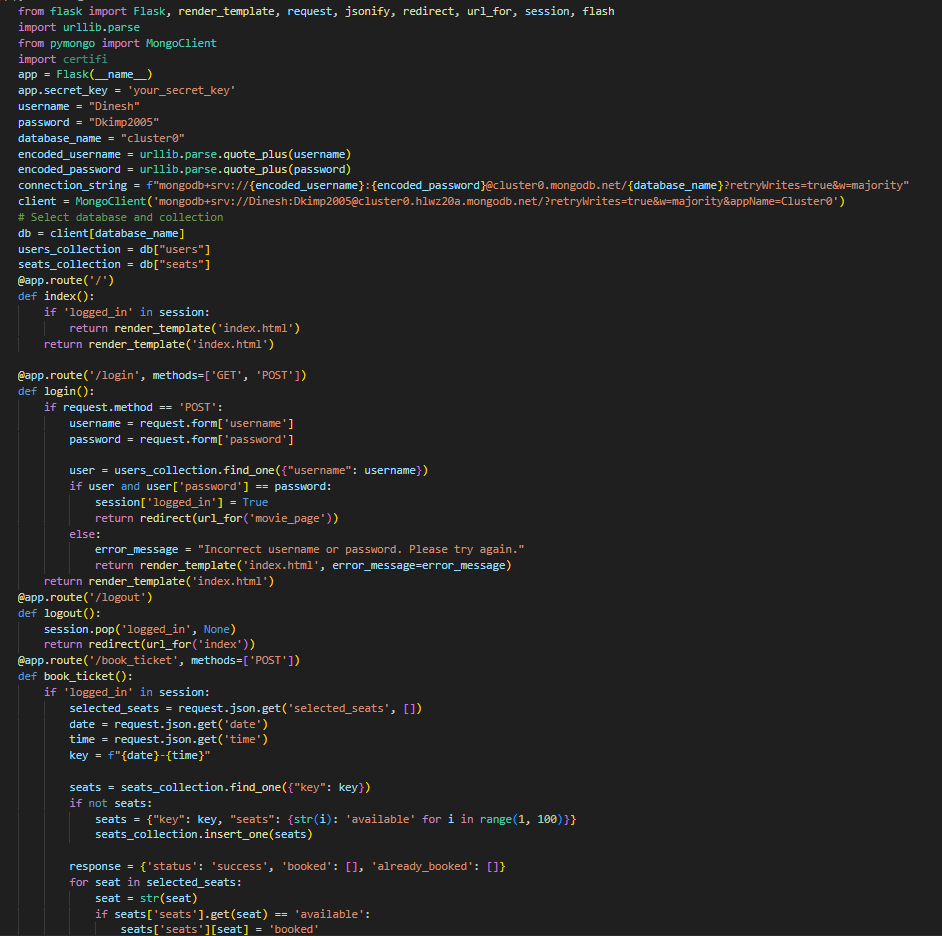 from flask import Flask, render_template, request, jsonify, redirect, url_for, session, flash
import urllib.parse
from pymongo import MongoClient
import certifi
app = Flask(__name__)
app.secret_key = 'your_secret_key'
username = "Dinesh"
password = "Dkimp2005"
database_name = "cluster0"
encoded_username = urllib.parse.quote_plus(username)
encoded_password = urllib.parse.quote_plus(password)
connection_string = f"mongodb+srv://{encoded_username}:{encoded_password}@cluster0.mongodb.net/{database_name}?retryWrites=true&w=majority"
client = MongoClient('mongodb+srv://Dinesh:Dkimp2005@cluster0.hlwz20a.mongodb.net/?retryWrites=true&w=majority&appName=Cluster0')
# Select database and collection
db = client[database_name]
users_collection = db["users"]
seats_collection = db["seats"]
@app.route('/')
def index():
    if 'logged_in' in session:
        return render_template('index.html')
    return render_template('index.html')

@app.route('/login', methods=['GET', 'POST'])
def login():
    if request.method == 'POST':
        username = request.form['username']
        password = request.form['password']

        user = users_collection.find_one({"username": username})
        if user and user['password'] == password:
            session['logged_in'] = True
            return redirect(url_for('movie_page'))
        else:
            error_message = "Incorrect username or password. Please try again."
            return render_template('index.html', error_message=error_message)
    return render_template('index.html')
@app.route('/logout')
def logout():
    session.pop('logged_in', None)
    return redirect(url_for('index'))
@app.route('/book_ticket', methods=['POST'])
def book_ticket():
    if 'logged_in' in session:
        selected_seats = request.json.get('selected_seats', [])
        date = request.json.get('date')
        time = request.json.get('time')
        key = f"{date}-{time}"

        seats = seats_collection.find_one({"key": key})
        if not seats:
            seats = {"key": key, "seats": {str(i): 'available' for i in range(1, 100)}}
            seats_collection.insert_one(seats)

        response = {'status': 'success', 'booked': [], 'already_booked': []}
        for seat in selected_seats:
            seat = str(seat)
            if seats['seats'].get(seat) == 'available':
                seats['seats'][seat] = 'booked'